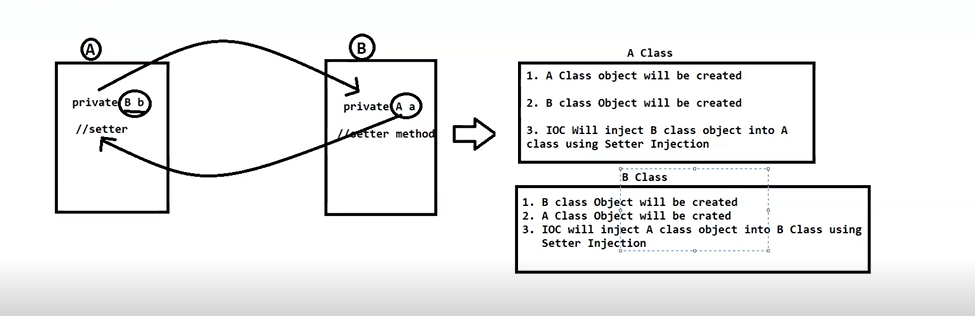 A
private B b
//setter
B
private A a
//setter method
A Class
1. A Class object will be created
2. B class Object will be created
3. IOC Will inject B class object into A
class using Setter Injection
B Class
1. B class Object will be created
2. A Class Object will be crated
3. IOC will inject A class object into B Class using
Setter Injection